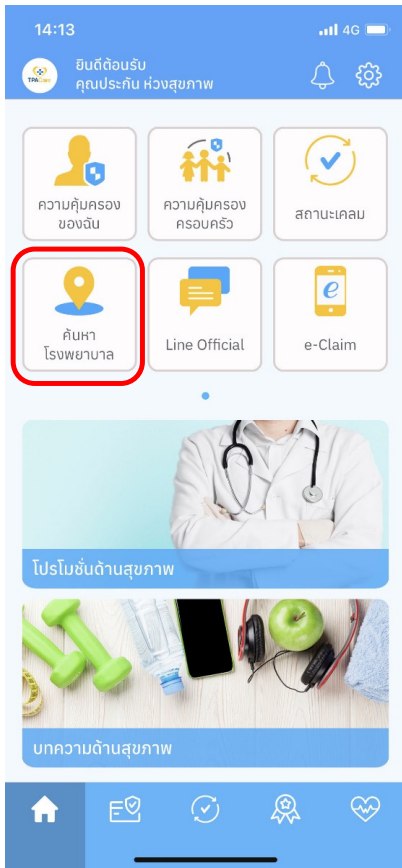 14:13
4G
TPACare
ยินดีต้อนรับ
คุณประกัน ห่วงสุขภาพ
ความคุ้มครอง
ของฉัน
ความคุ้มครอง
ครอบครัว
สถานะเคลม
ค้นหา
โรงพยาบาล
Line Official
e
e-Claim
โปรโมชั่นด้านสุขภาพ
บทความด้านสุขภาพ